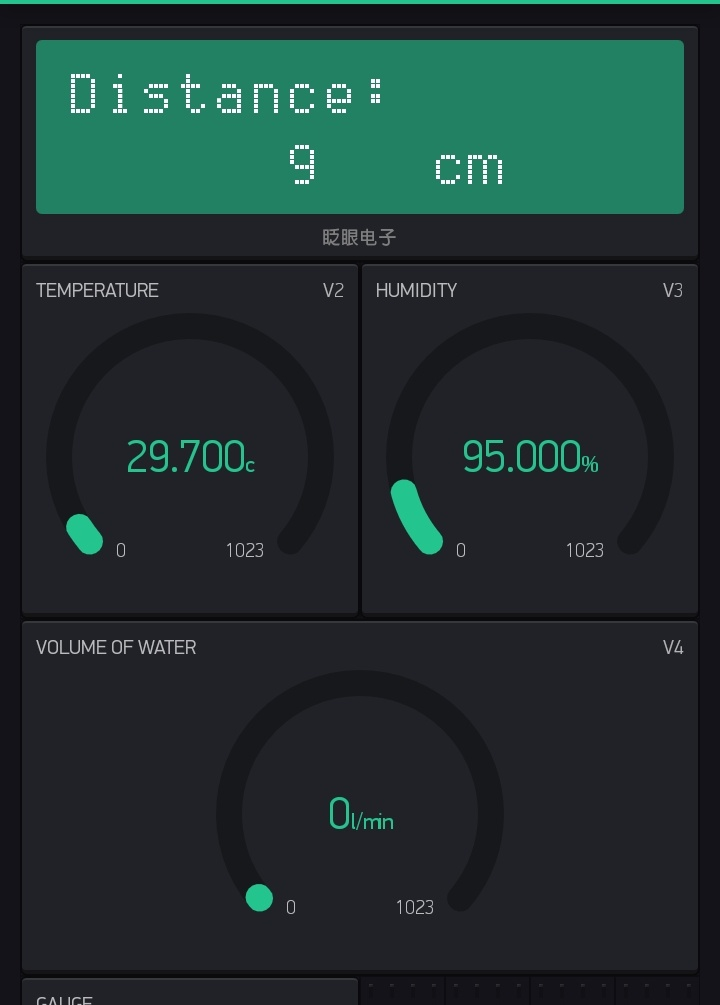 Distance:
9 cm
眨眼电子
TEMPERATURE V2
HUMIDITY V3
29.700c
95.000%
0 1023
0 1023
VOLUME OF WATER V4
0l/min
0 1023
GAUGE